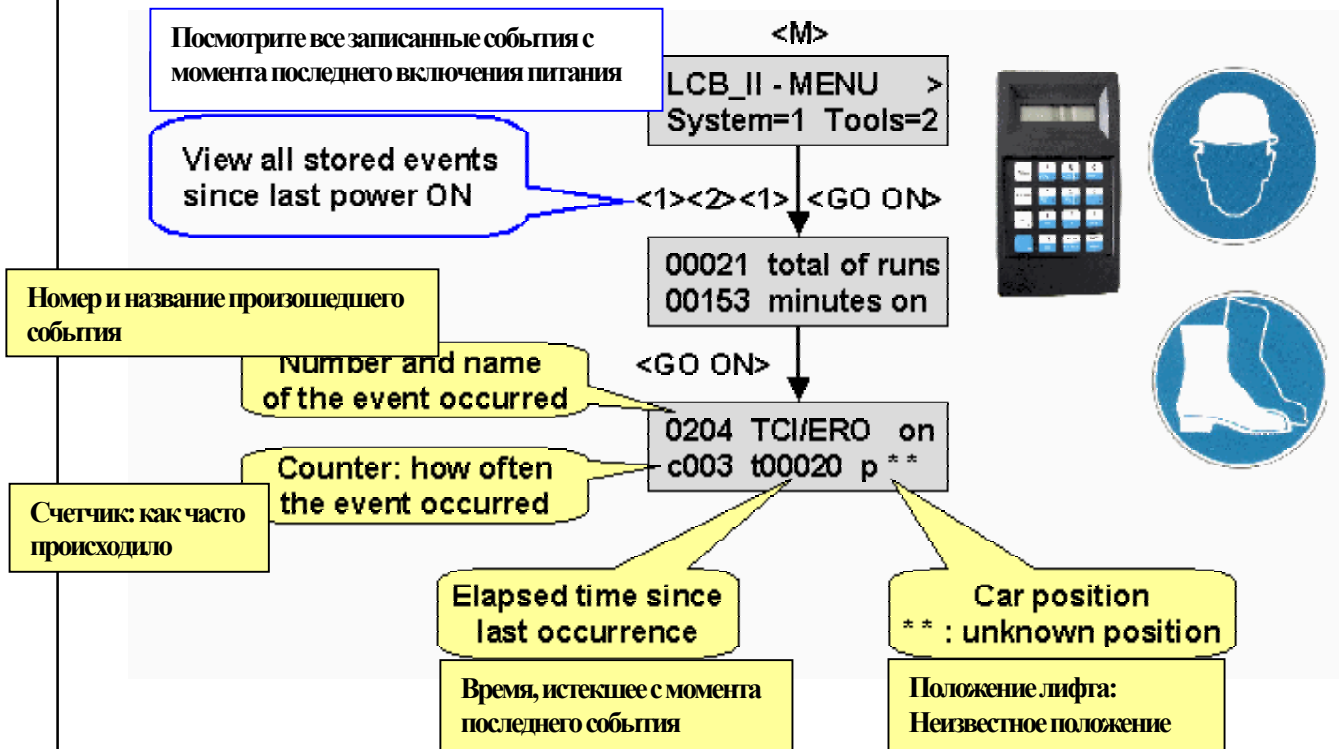 Посмотрите все записанные события с
момента последнего включения питания
<M>
LCB_II - MENU >
System=1 Tools=2
View all stored events
since last power ON
<1><2><1> <GO ON>
00021 total of runs
00153 minutes on
Номер и название произошедшего
события
Number and name
of the event occurred
<GO ON>
0204 TCI/ERO on
c003 t00020 p **
Counter: how often
the event occurred
Счетчик: как часто
происходило
Elapsed time since
last occurrence
Car position
** : unknown position
Время, истекшее с момента
последнего события
Положение лифта:
Неизвестное положение